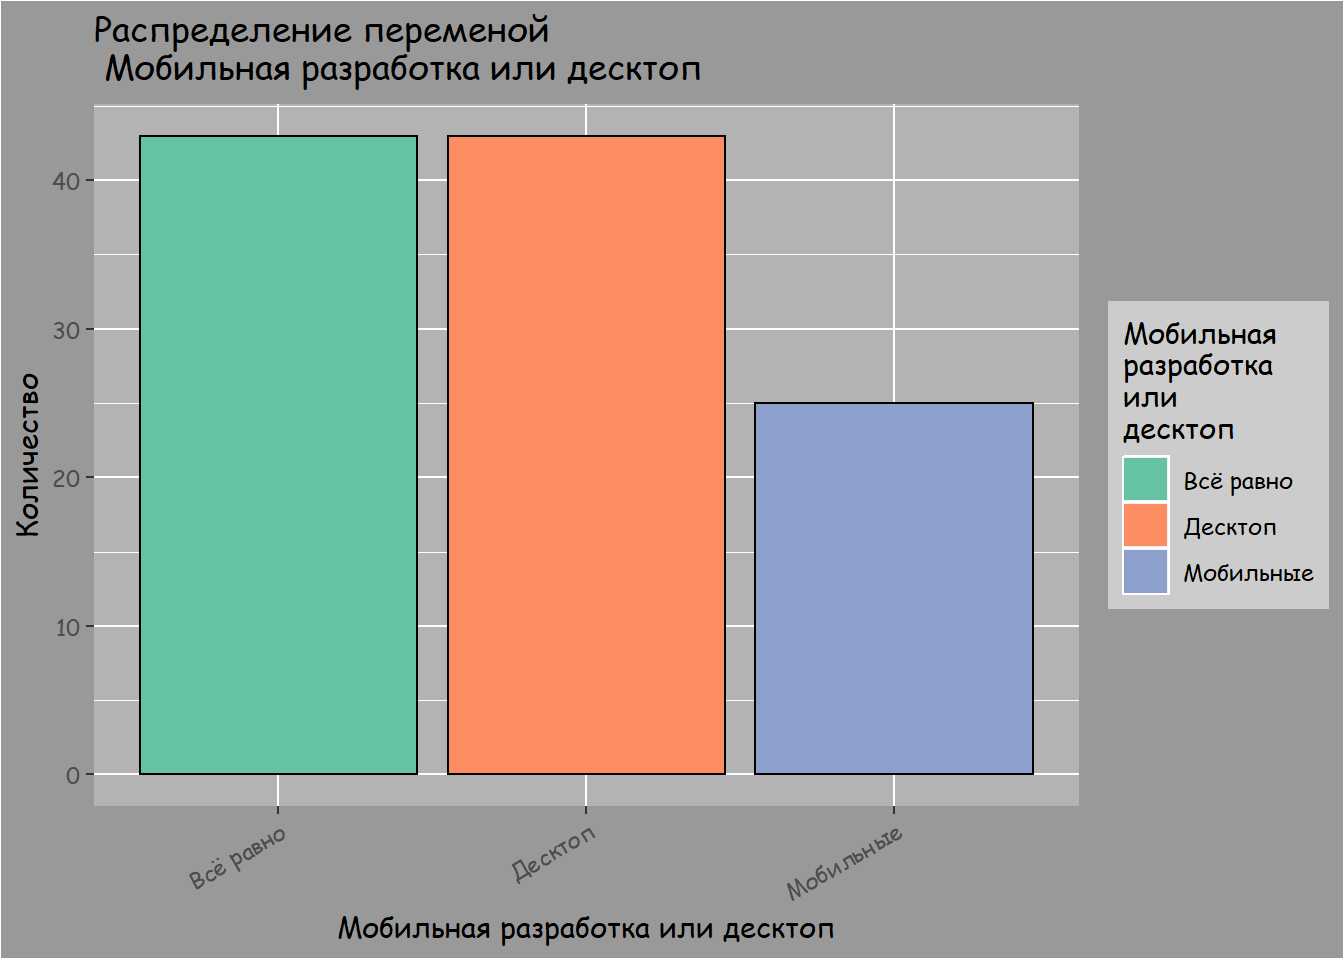 Распределение переменой
Мобильная разработка или десктоп
Количество
40
30
20
10
0
Всё равно
Десктоп
Мобильные
Мобильная разработка или десктоп
Мобильная
разработка
или
десктоп
Всё равно
Десктоп
Мобильные